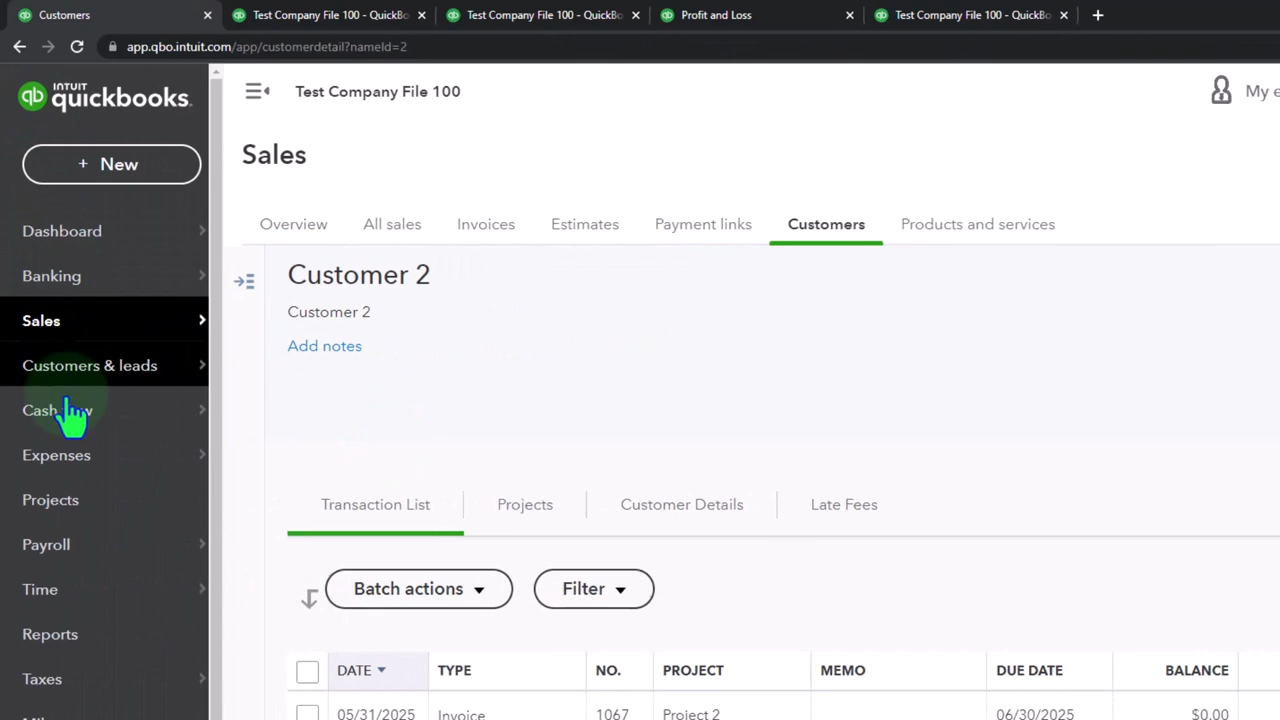 Customers
Test Company File 100 - QuickBo
Test Company File 100 - QuickBo
Profit and Loss
Test Company File 100 - QuickBo
app.qbo.intuit.com/app/customerdetail?nameId=2
qb INTUIT quickbooks.
Test Company File 100
My e
+ New
Sales
Overview
All sales
Invoices
Estimates
Payment links
Customers
Products and services
Dashboard
Banking
Sales
Customers & leads
Expenses
Projects
Payroll
Time
Reports
Taxes
Customer 2
Customer 2
Add notes
Transaction List
Projects
Customer Details
Late Fees
Batch actions
Filter
DATE TYPE NO. PROJECT MEMO DUE DATE BALANCE
05/31/2025 Invoice 1067 Project 2 06/30/2025 $0.00